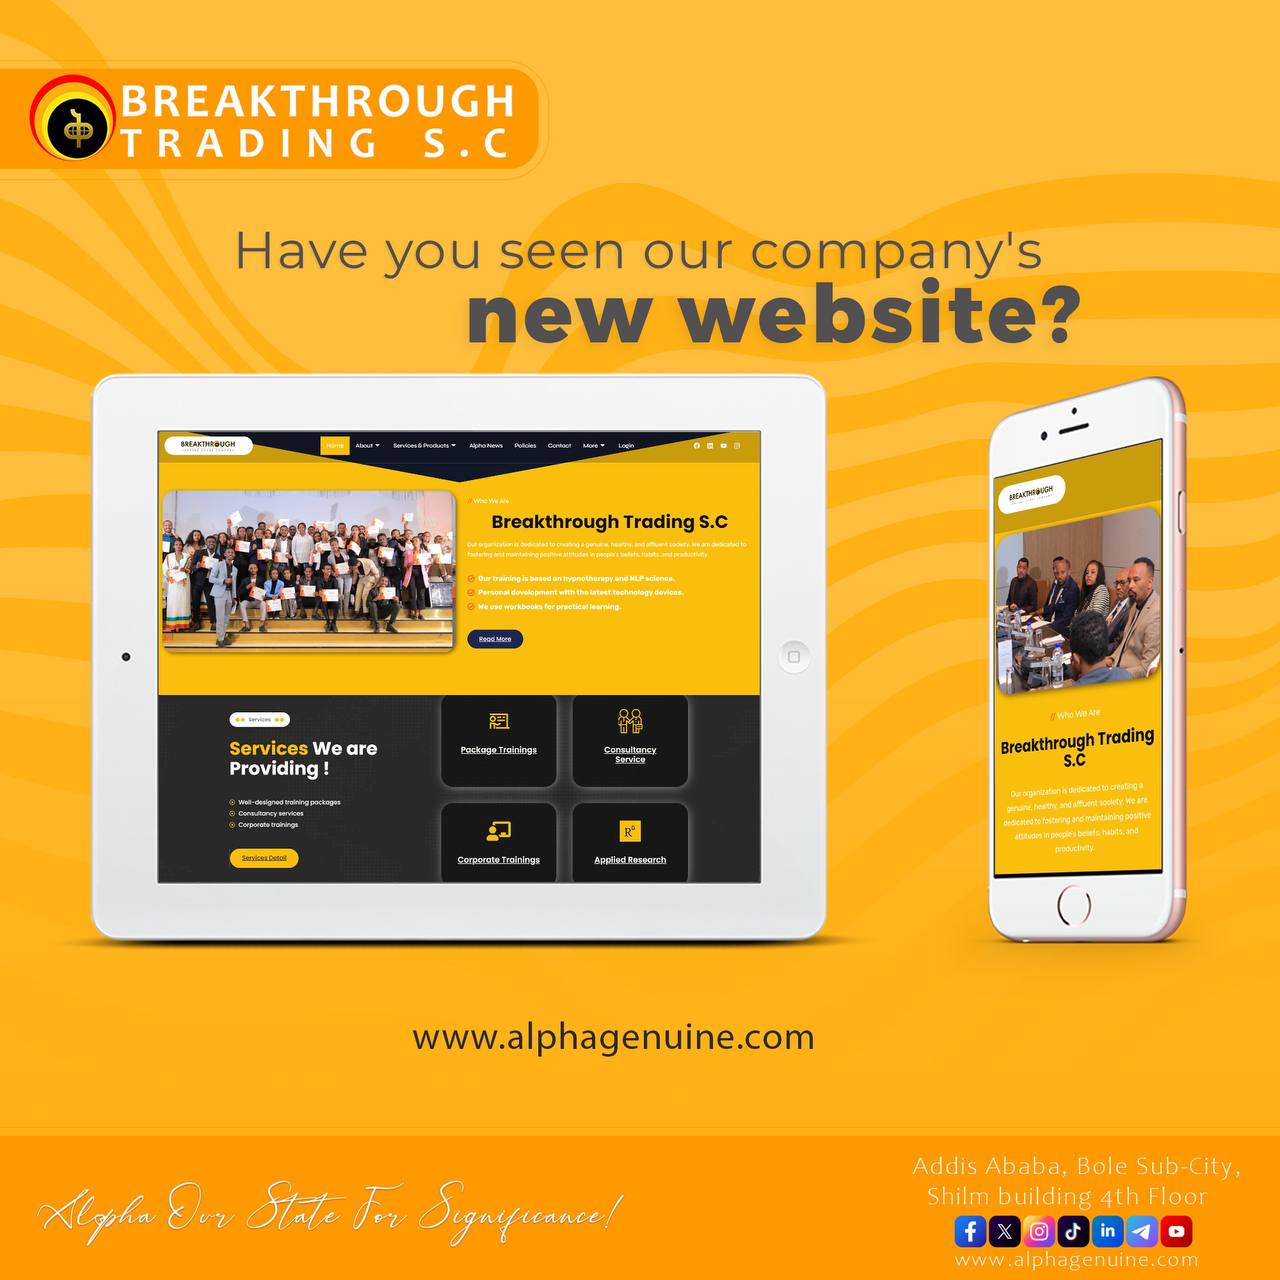 BREAKTHROUGH
TRADING S.C
Have you seen our company's
new website?
BREAKTHROUGH
Home About Services & Products Alpha News Policies Contact More Login
// Who We Are
Breakthrough Trading S.C
Our organization is dedicated to creating a genuine, healthy, and affluent society. We are dedicated to
fostering and maintaining positive attitudes in people's beliefs, habits, and productivity.
Our training is based on hypnotherapy and NLP science.
Personal development with the latest technology devices.
We use workbooks for practical learning.
Read More
Services
Services We are
Providing !
Well-designed training packages
Consultancy services
Corporate trainings
Services Detail
Package Trainings
Consultancy
Service
Corporate Trainings
Applied Research
BREAKTHROUGH
// Who We Are
Breakthrough Trading
S.C
Our organization is dedicated to creating a
genuine, healthy, and affluent society. We are
dedicated to fostering and maintaining positive
attitudes in people's beliefs, habits, and
productivity.
www.alphagenuine.com
Alpha Our State For Significance!
Addis Ababa, Bole Sub-City,
Shilm building 4th Floor
www.alphagenuine.com